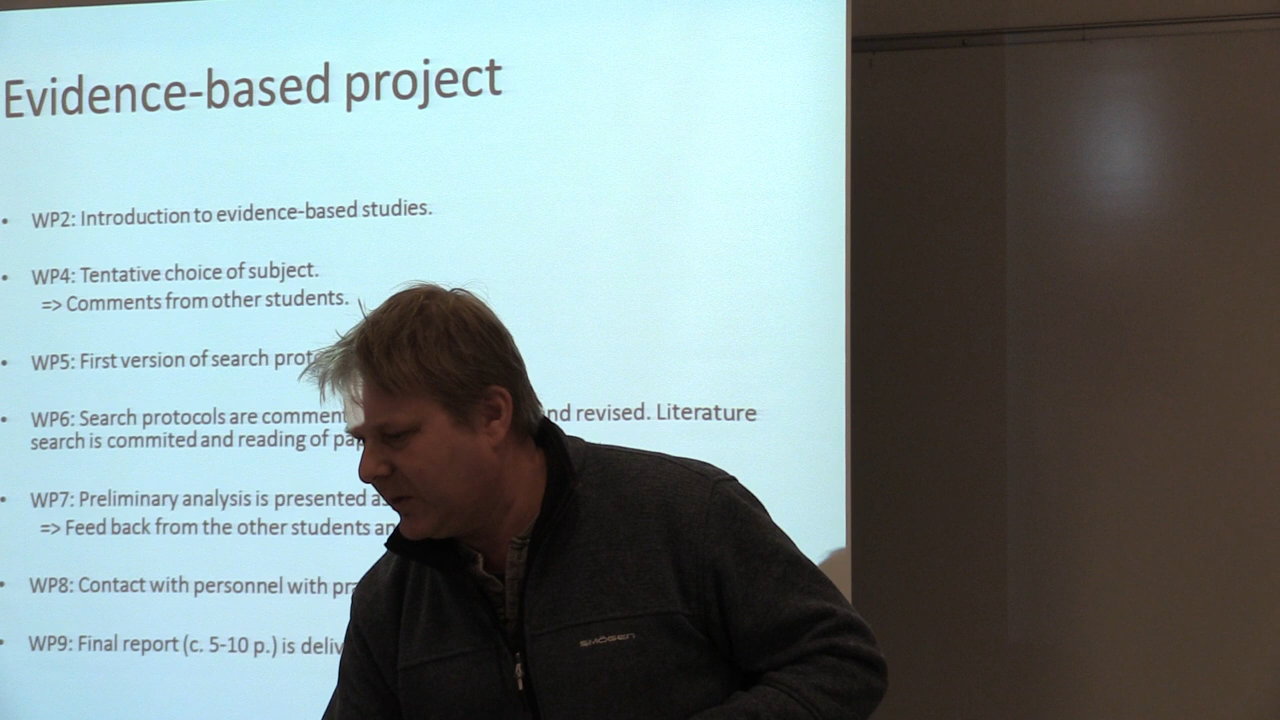 Evidence-based project
• WP2: Introduction to evidence-based studies.
• WP4: Tentative choice of subject.
=> Comments from other students.
• WP5: First version of search
• WP6: Search protocols are nd revised. Literature
search is commited and reading of
• WP7: Preliminary analysis is presented
=> Feed back from the other students
• WP8: Contact with personnel with
• WP9: Final report (c. 5-10 p.) is
SMÖGEN